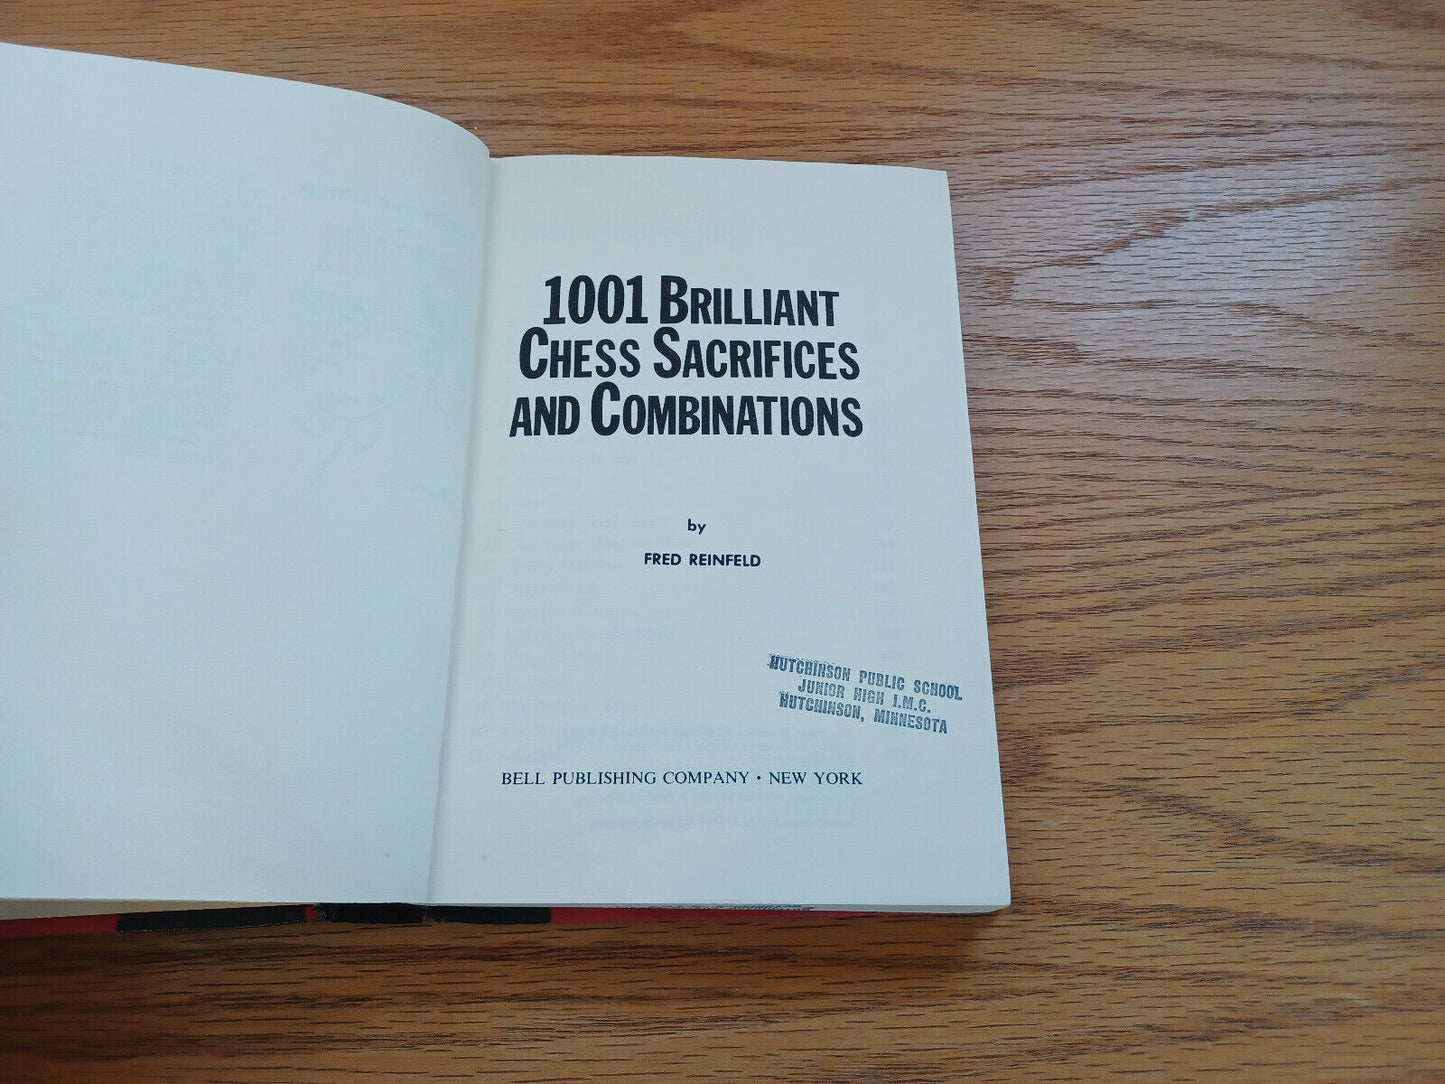 1001 BRILLIANT
CHESS SACRIFICES
AND COMBINATIONS
by
FRED REINFELD
HUTCHINSON PUBLIC SCHOOL
JUNIOR HIGH I.M.C.
HUTCHINSON, MINNESOTA
BELL PUBLISHING COMPANY • NEW YORK